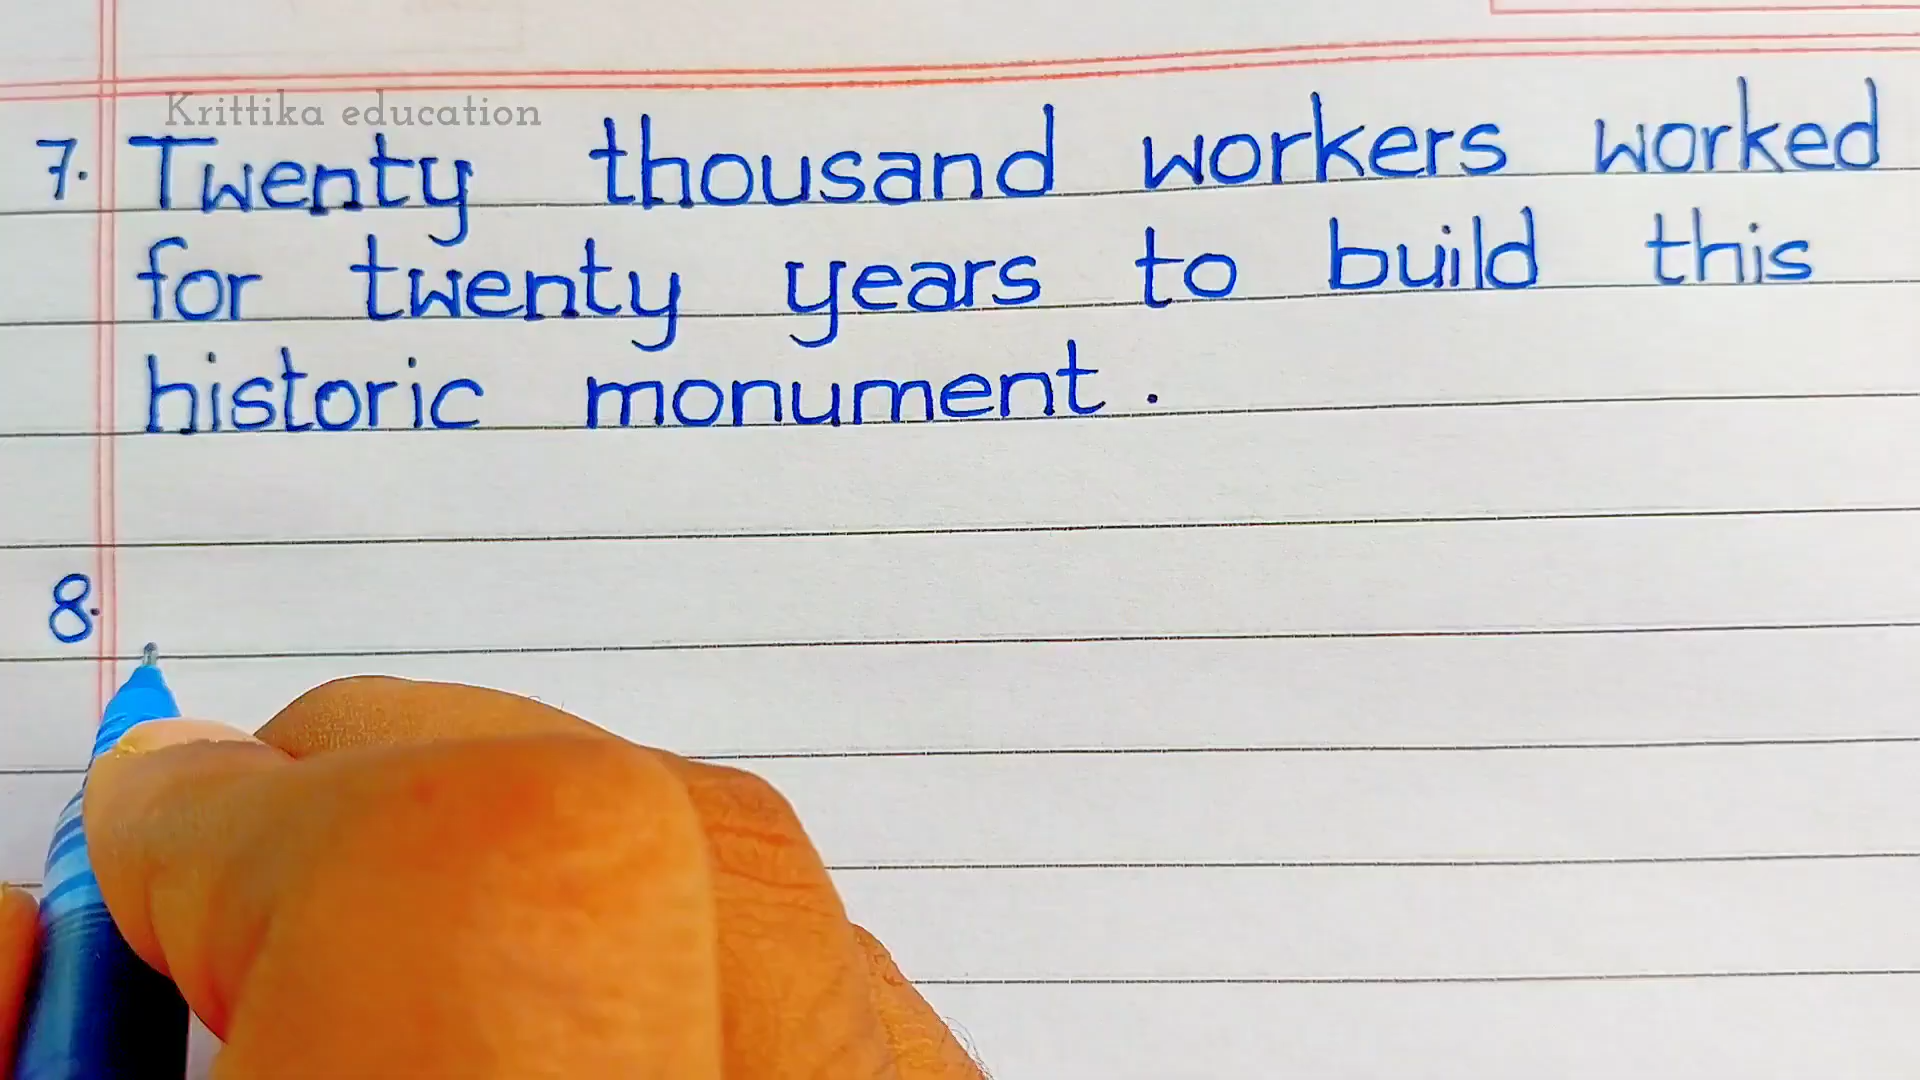 Krittika education
7. Twenty thousand workers worked
for twenty years to build this
historic monument.
8.